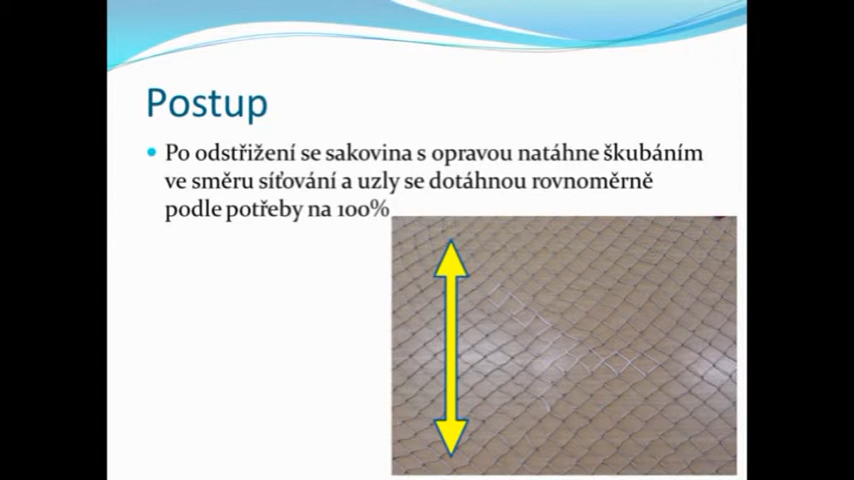 Postup
Po odstřižení se sakovina s opravou natáhne škubáním
ve směru síťování a uzly se dotáhnou rovnoměrně
podle potřeby na 100%